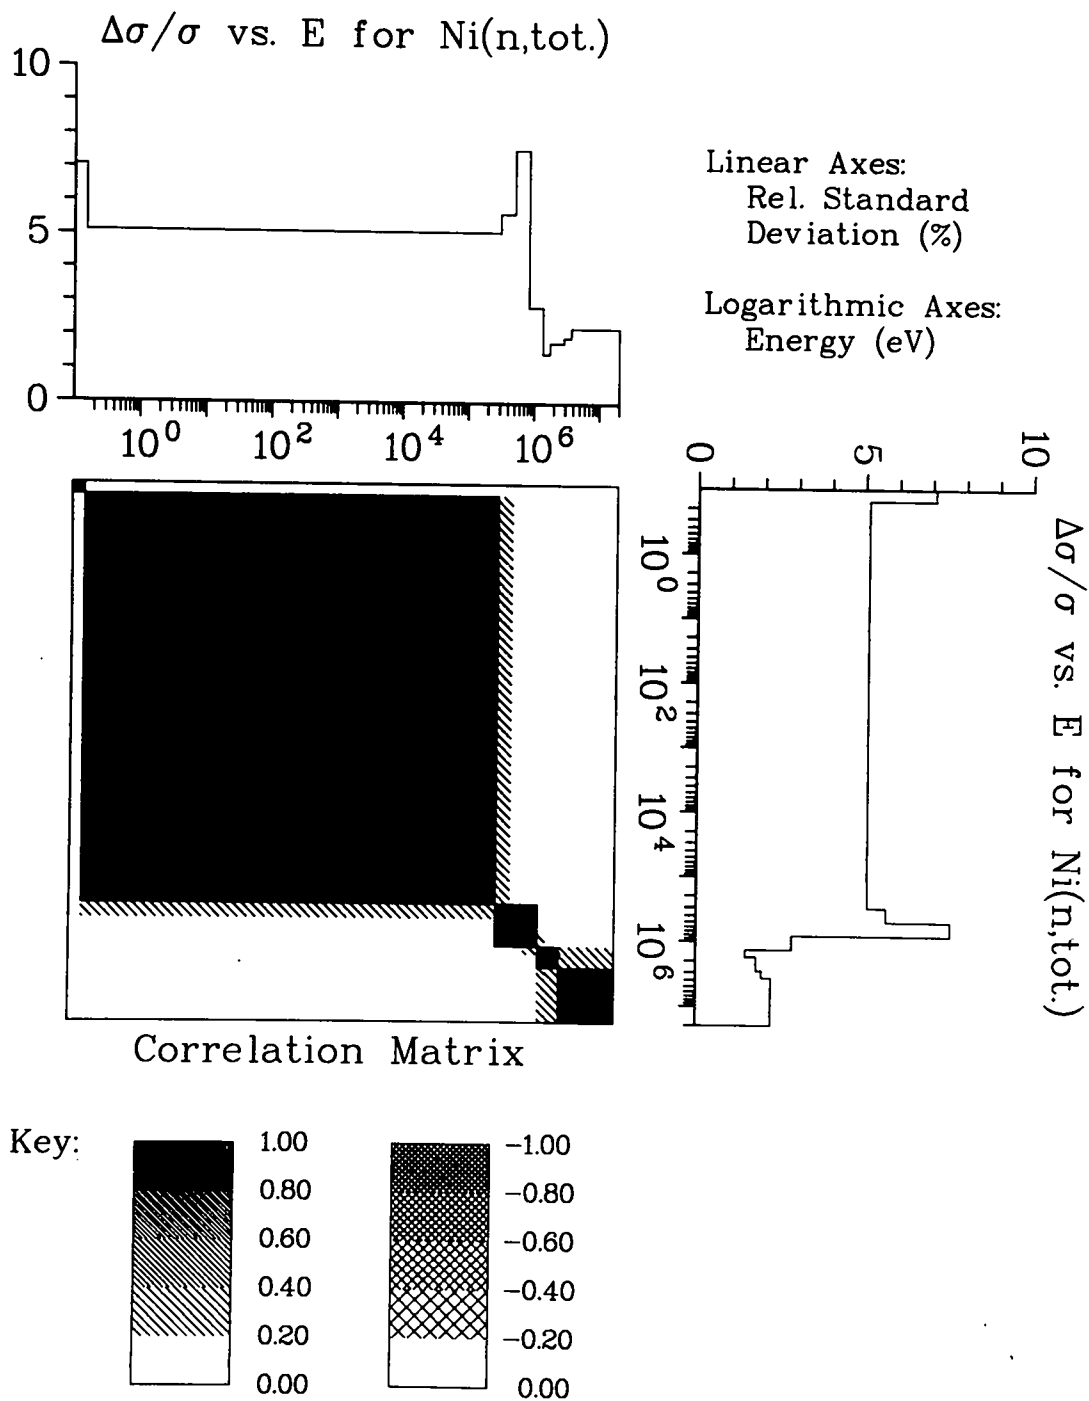 Δσ/σ vs. E for Ni(n,tot.)
10
5
0
10^0 10^2 10^4 10^6
Linear Axes:
Rel. Standard
Deviation (%)
Logarithmic Axes:
Energy (eV)
0 5 10
10^0
10^2
10^4
10^6
Δσ/σ vs. E for Ni(n,tot.)
Correlation Matrix
Key:
1.00
0.80
0.60
0.40
0.20
0.00
-1.00
-0.80
-0.60
-0.40
-0.20
0.00